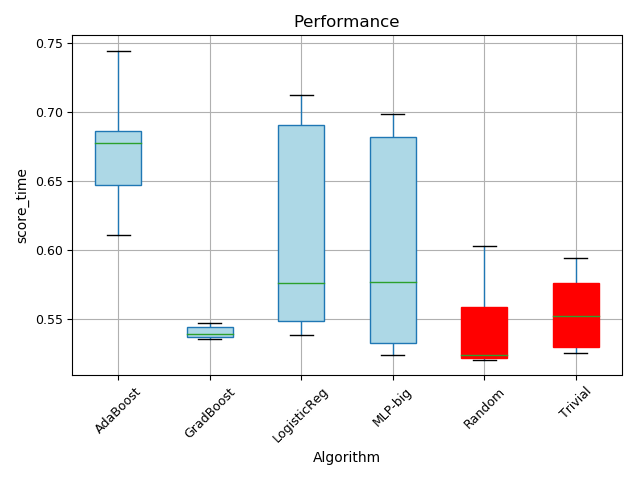 Performance
0.75
0.70
0.65
0.60
0.55
score_time
AdaBoost
GradBoost
LogisticReg
MLP-big
Random
Trivial
Algorithm